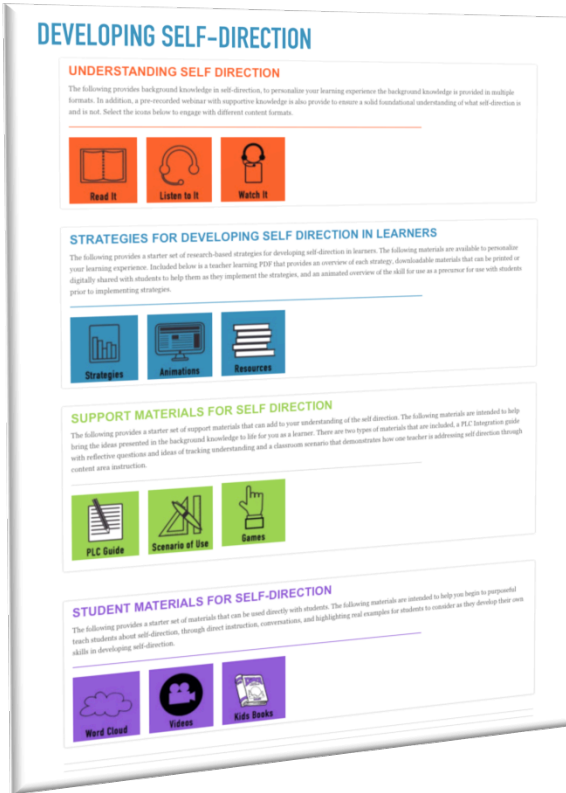 DEVELOPING SELF-DIRECTION
UNDERSTANDING SELF DIRECTION
The following provides background knowledge in self-direction, to personalize your learning experience the background knowledge is provided in multiple
formats. In addition, a pre-recorded webinar with supportive knowledge is also provide to ensure a solid foundational understanding of what self-direction is
and is not. Select the icons below to engage with different content formats.
Read It
Listen to It
Watch It
STRATEGIES FOR DEVELOPING SELF DIRECTION IN LEARNERS
The following provides a starter set of research-based strategies for developing self-direction in learners. The following materials are available to personalize
your learning experience. Included below is a teacher learning PDF that provides an overview of each strategy, downloadable materials that can be printed or
digitally shared with students to help them as they implement the strategies, and an animated overview of the skill for use as a precursor for use with students
prior to implementing strategies.
Strategies
Animations
Resources
SUPPORT MATERIALS FOR SELF DIRECTION
The following provides a starter set of support materials that can add to your understanding of the self direction. The following materials are intended to help
bring the ideas presented in the background knowledge to life for you as a learner. There are two types of materials that are included, a PLC Integration guide
with reflective questions and ideas of tracking understanding and a classroom scenario that demonstrates how one teacher is addressing self direction through
content area instruction.
PLC Guide
Scenario of Use
Games
STUDENT MATERIALS FOR SELF-DIRECTION
The following provides a starter set of materials that can be used directly with students. The following materials are intended to help you begin to purposeful
teach students about self-direction, through direct instruction, conversations, and highlighting real examples for students to consider as they develop their own
skills in developing self-direction.
Word Cloud
Videos
Kids Books